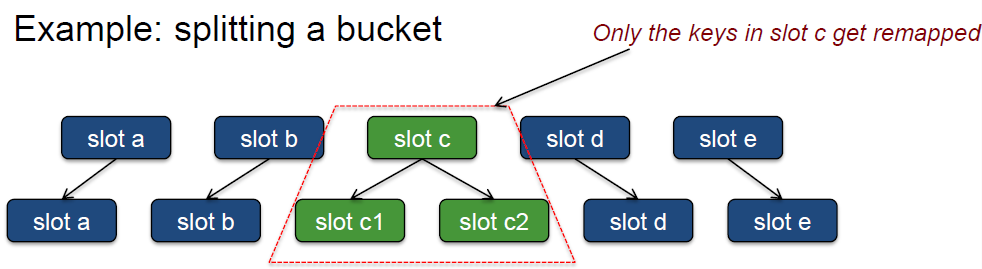 Example: splitting a bucket
Only the keys in slot c get remapped
slot a slot b slot c slot d slot e
slot a slot b slot c1 slot c2 slot d slot e